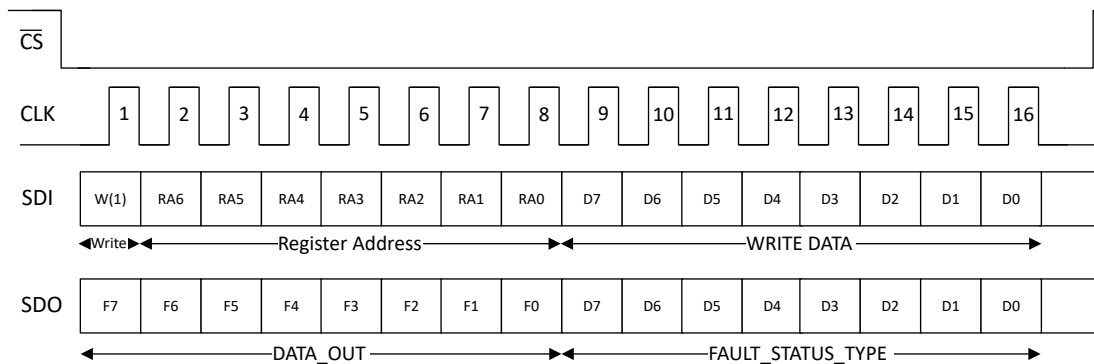 CS
CLK 1 2 3 4 5 6 7 8 9 10 11 12 13 14 15 16
SDI W(1) RA6 RA5 RA4 RA3 RA2 RA1 RA0 D7 D6 D5 D4 D3 D2 D1 D0
Write Register Address WRITE DATA
SDO F7 F6 F5 F4 F3 F2 F1 F0 D7 D6 D5 D4 D3 D2 D1 D0
DATA_OUT FAULT_STATUS_TYPE